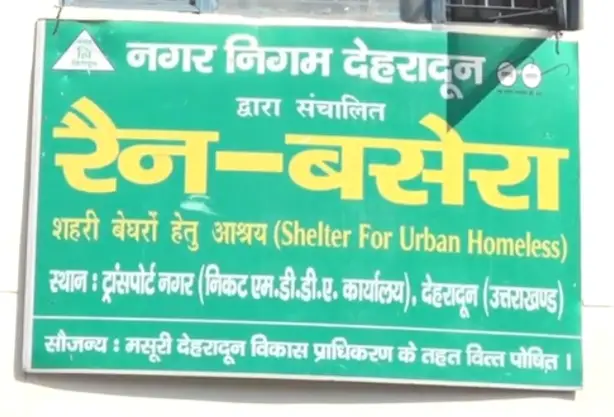 नगर निगम देहरादून
द्वारा संचालित
रैन-बसेरा
शहरी बेघरों हेतु आश्रय (Shelter For Urban Homeless)
स्थान : ट्रांसपोर्ट नगर (निकट एम.डी.डी.ए. कार्यालय), देहरादून (उत्तराखण्ड)
सौजन्य : मसूरी देहरादून विकास प्राधिकरण के तहत वित्त पोषित ।